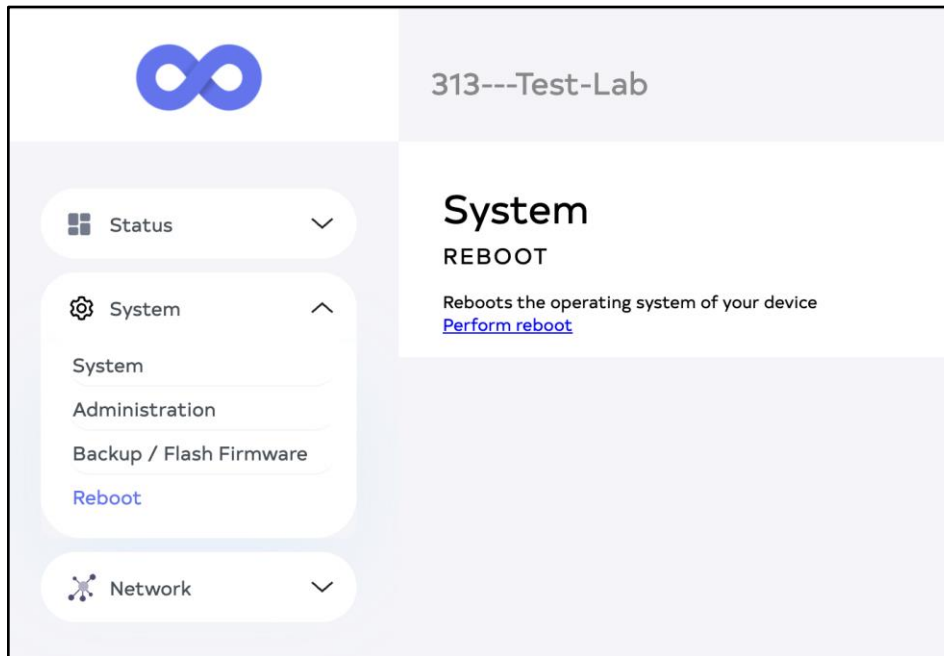 313---Test-Lab
Status
System
System
Administration
Backup / Flash Firmware
Reboot
Network
System
REBOOT
Reboots the operating system of your device
Perform reboot